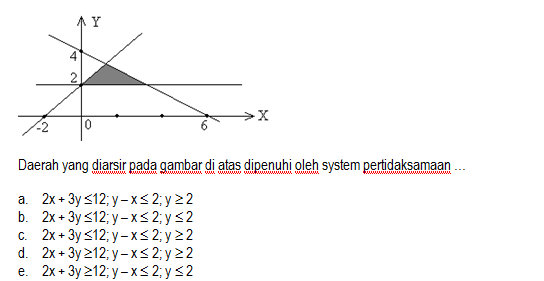 Y
4
2
X
-2
0
6
Daerah yang diarsir pada gambar di atas dipenuhi oleh system pertidaksamaan …
a. 2x + 3y ≤12; y – x ≤ 2; y ≥ 2
b. 2x + 3y ≤12; y – x ≤ 2; y ≤ 2
c. 2x + 3y ≤12; y – x ≤ 2; y ≥ 2
d. 2x + 3y ≥12; y – x ≤ 2; y ≥ 2
e. 2x + 3y ≥12; y – x ≤ 2; y ≤ 2